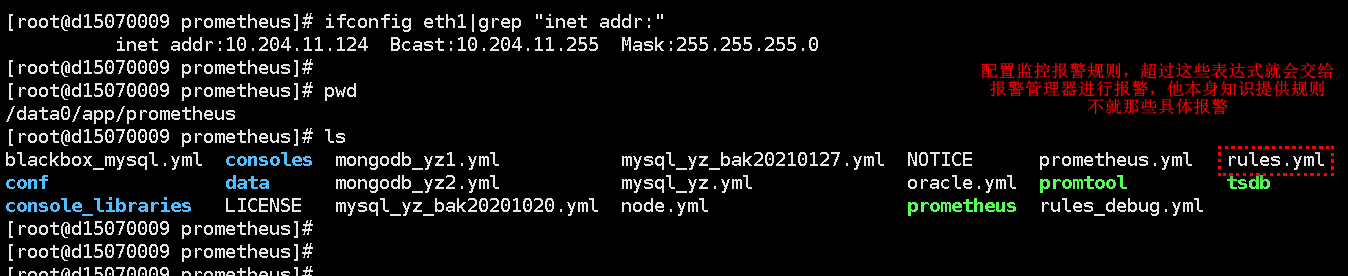 [root@d15070009 prometheus]# ifconfig eth1|grep "inet addr:"
inet addr:10.204.11.124  Bcast:10.204.11.255  Mask:255.255.255.0
[root@d15070009 prometheus]#
[root@d15070009 prometheus]# pwd
/data0/app/prometheus
[root@d15070009 prometheus]# ls
blackbox_mysql.yml  consoles  mongodb_yz1.yml  mysql_yz_bak20210127.yml  NOTICE  prometheus.yml  rules.yml
conf  data  mongodb_yz2.yml  mysql_yz.yml  oracle.yml  promtool  tsdb
console_libraries  LICENSE  mysql_yz_bak20201020.yml  node.yml  prometheus  rules_debug.yml
[root@d15070009 prometheus]#
[root@d15070009 prometheus]#
[root@d15070009 prometheus]#
配置监控报警规则，超过这些表达式就会交给
报警管理器进行报警，他本身知识提供规则
不就那些具体报警